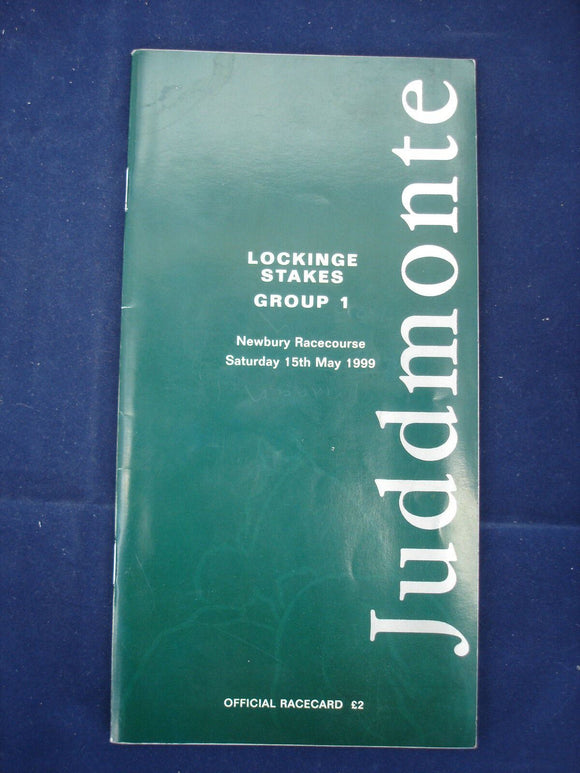 LOCKINGE
STAKES
GROUP 1
Newbury Racecourse
Saturday 15th May 1999
Juddmonte
OFFICIAL RACECARD £2